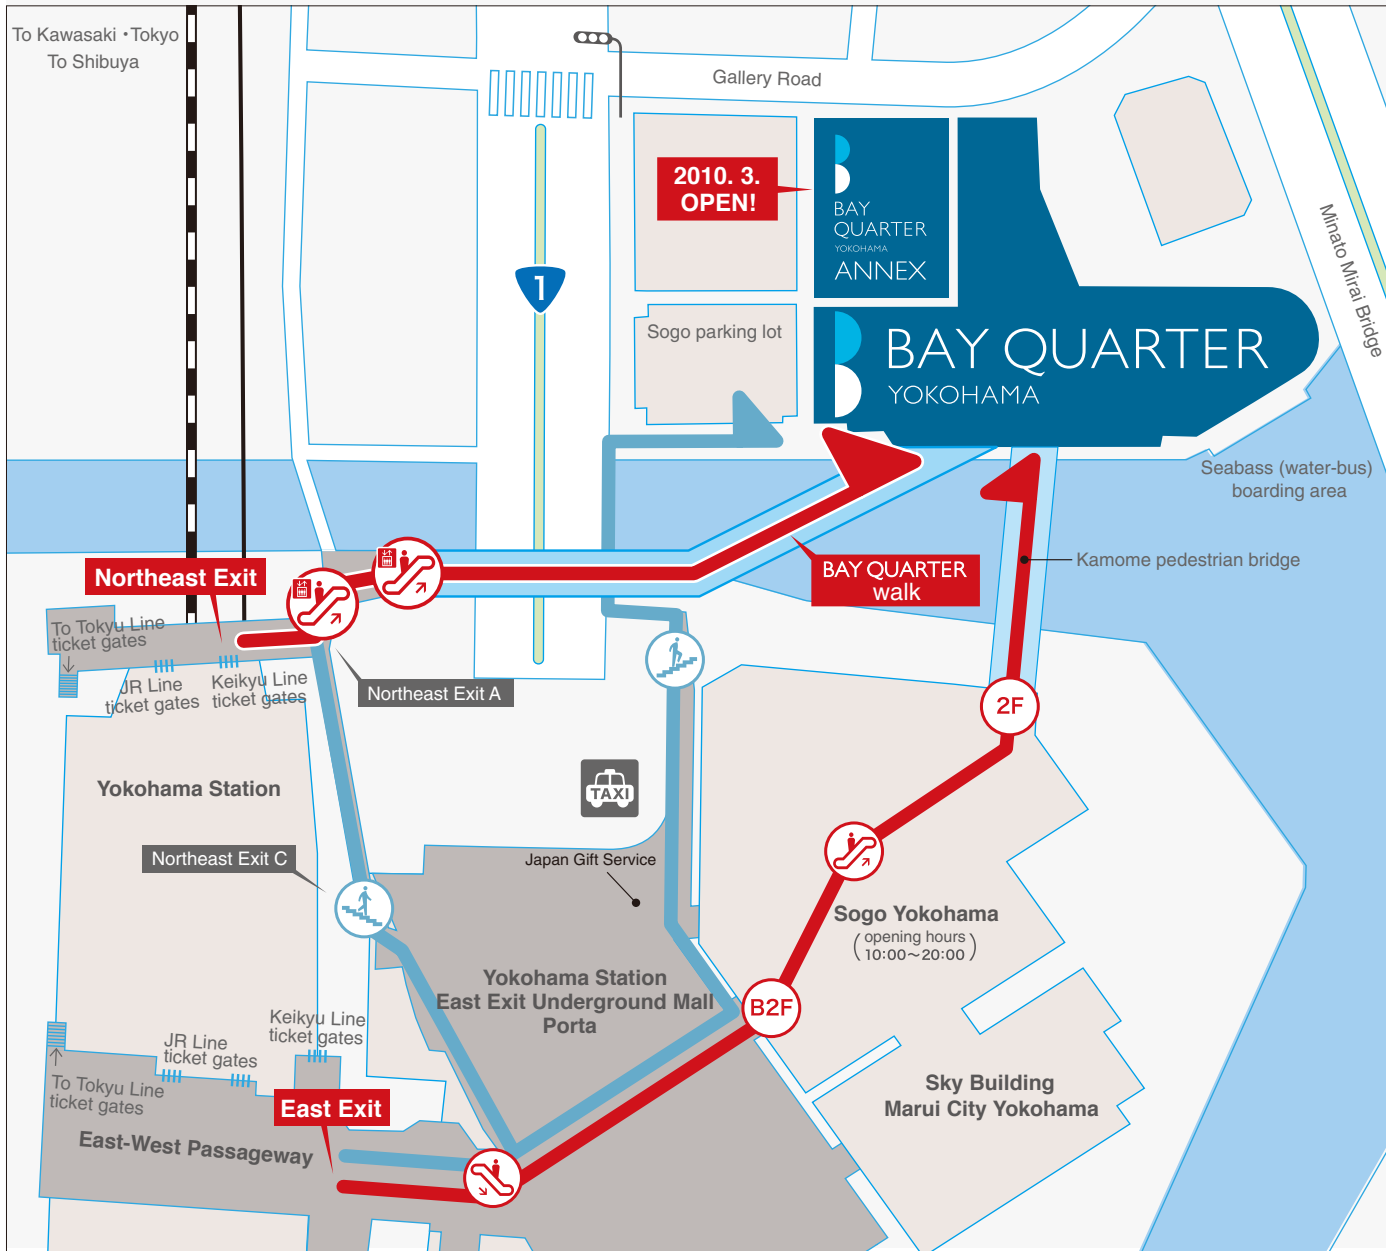 To Kawasaki・Tokyo
To Shibuya
Gallery Road
2010. 3.
OPEN!
BAY
QUARTER
YOKOHAMA
ANNEX
Minato Mirai Bridge
1
Sogo parking lot
BAY QUARTER
YOKOHAMA
Seabass (water-bus)
boarding area
Northeast Exit
BAY QUARTER
walk
Kamome pedestrian bridge
To Tokyu Line
ticket gates
JR Line
ticket gates
Keikyu Line
ticket gates
Northeast Exit A
2F
Yokohama Station
TAXI
Northeast Exit C
Japan Gift Service
Sogo Yokohama
(opening hours
10:00～20:00)
Yokohama Station
East Exit Underground Mall
Porta
B2F
Keikyu Line
ticket gates
JR Line
ticket gates
To Tokyu Line
ticket gates
Sky Building
Marui City Yokohama
East Exit
East-West Passageway